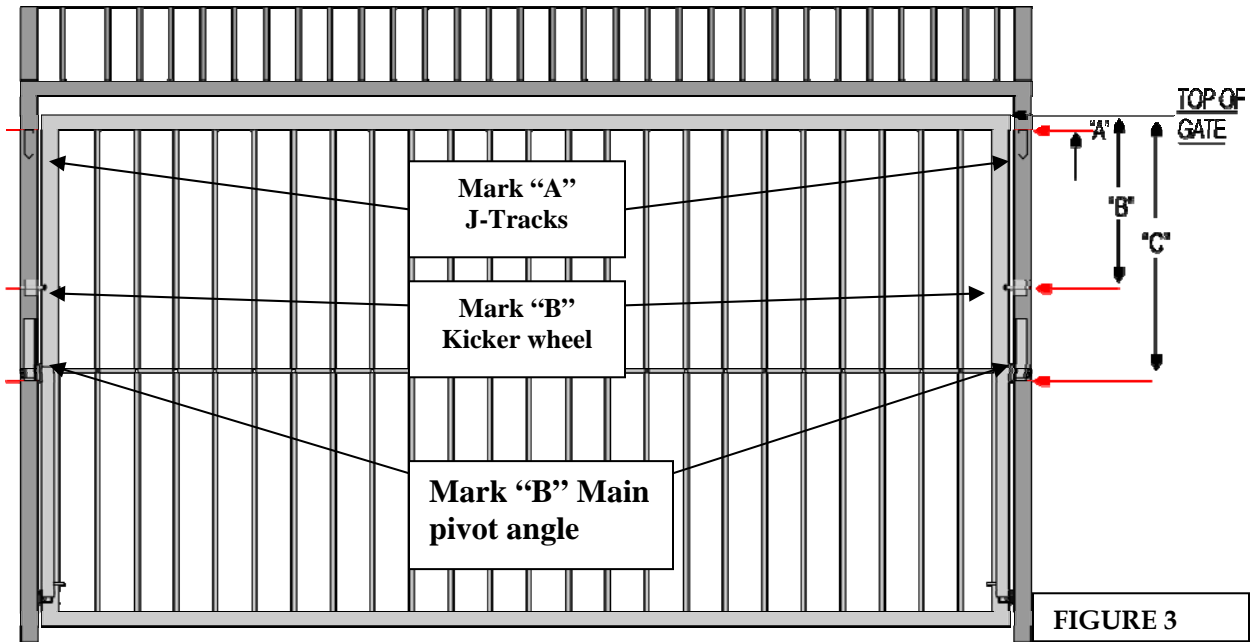 TOP OF
GATE
"A"
"B"
"C"
Mark “A”
J-Tracks
Mark “B”
Kicker wheel
Mark “B” Main
pivot angle
FIGURE 3